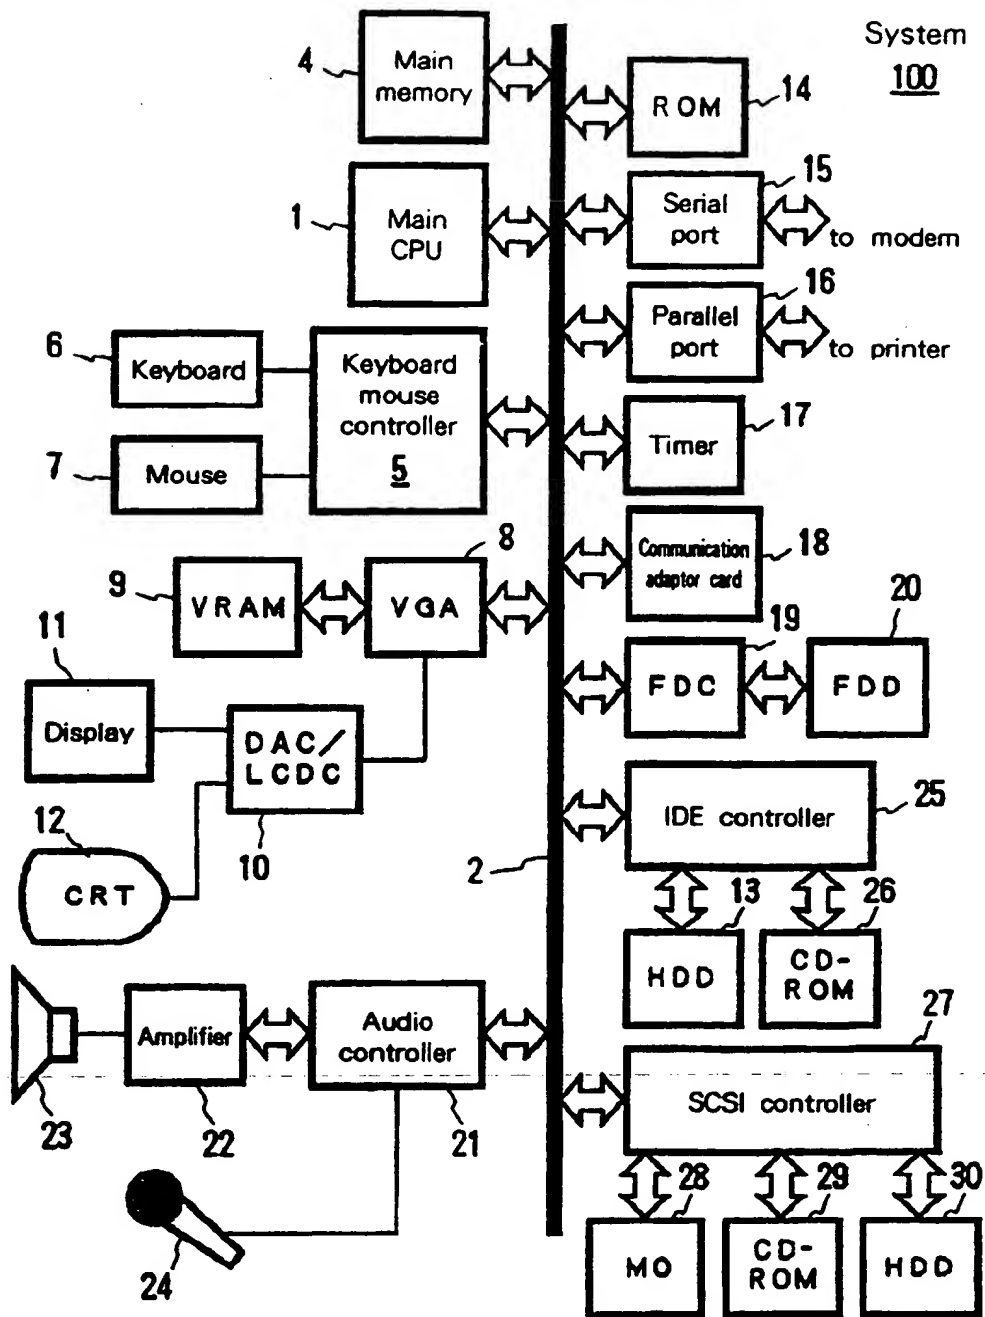 System
100
4
Main
memory
ROM
14
1
Main
CPU
15
Serial
port
to modem
16
Parallel
port
to printer
6
Keyboard
Keyboard
mouse
controller
5
7
Mouse
17
Timer
Communication
adaptor card
18
9
VRAM
8
VGA
19
FDC
20
FDD
11
Display
DAC/
LCDC
10
12
CRT
2
IDE controller
25
13
HDD
26
CD-
ROM
Amplifier
Audio
controller
27
SCSI controller
23
22
21
24
28
MO
29
CD-
ROM
30
HDD